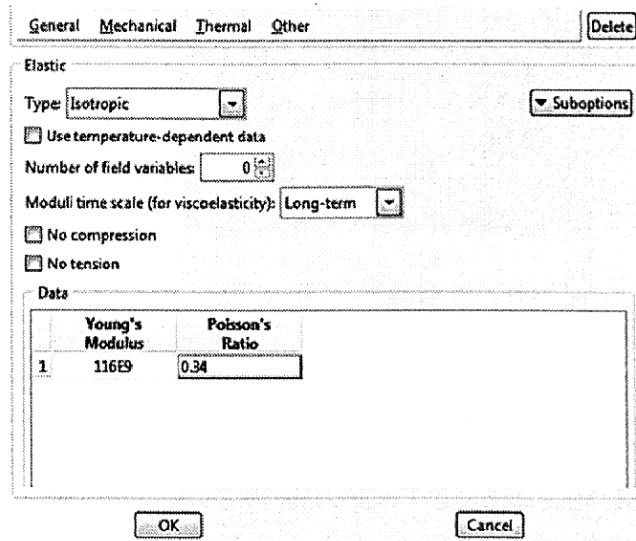 General Mechanical Thermal Other Delete
Elastic
Type: Isotropic Suboptions
Use temperature-dependent data
Number of field variables: 0
Moduli time scale (for viscoelasticity): Long-term
No compression
No tension
Data
Young's Modulus Poisson's Ratio
1 116E9 0.34
OK Cancel